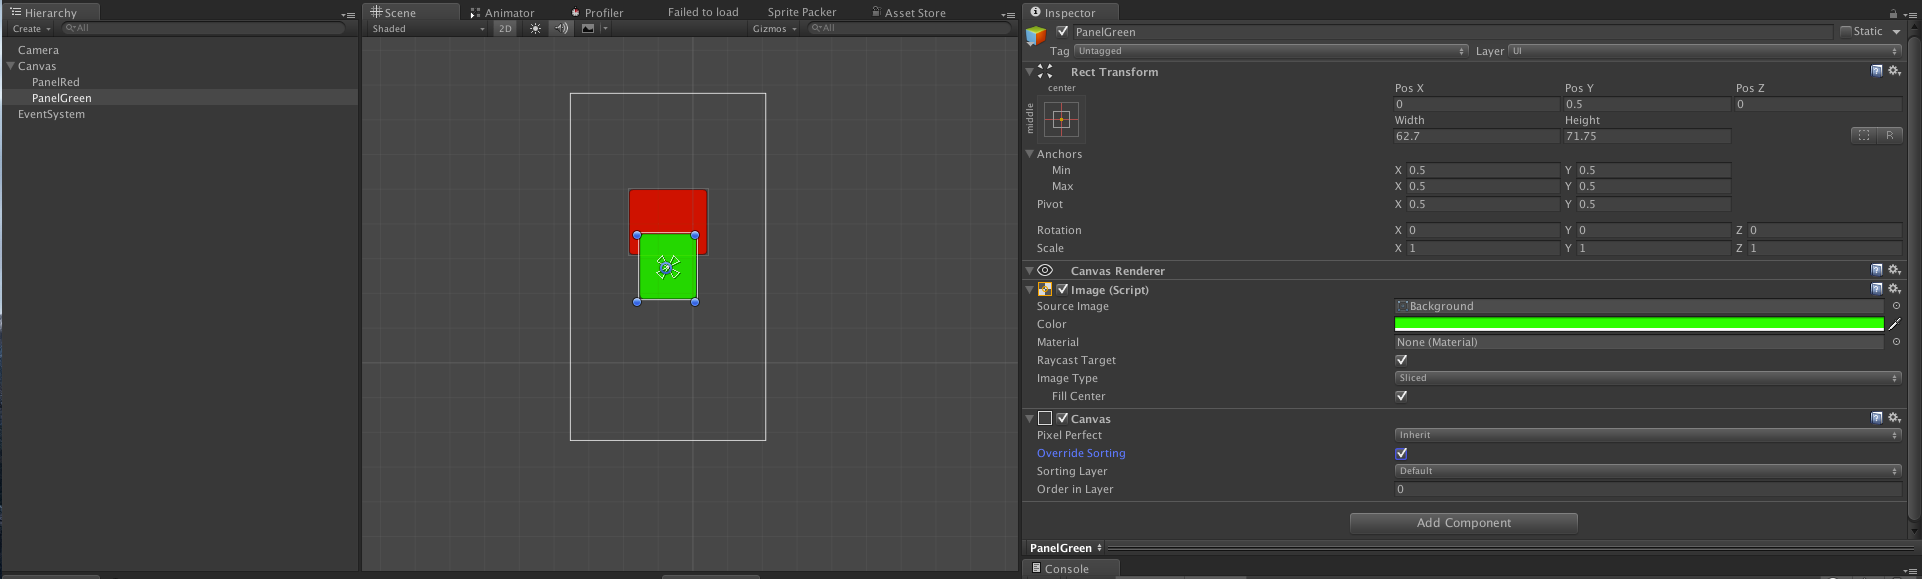 Hierarchy
Create
All
Camera
Canvas
PanelRed
PanelGreen
EventSystem
Scene
Animator
Profiler
Failed to load
Sprite Packer
Asset Store
Shaded
2D
Gizmos
All
Inspector
PanelGreen
Static
Tag Untagged
Layer UI
Rect Transform
center
middle
Pos X Pos Y Pos Z
0 0.5 0
Width Height
62.7 71.75
R
Anchors
Min X 0.5 Y 0.5
Max X 0.5 Y 0.5
Pivot X 0.5 Y 0.5
Rotation X 0 Y 0 Z 0
Scale X 1 Y 1 Z 1
Canvas Renderer
Image (Script)
Source Image Background
Color
Material None (Material)
Raycast Target
Image Type Sliced
Fill Center
Canvas
Pixel Perfect Inherit
Override Sorting
Sorting Layer Default
Order in Layer 0
Add Component
PanelGreen
Console